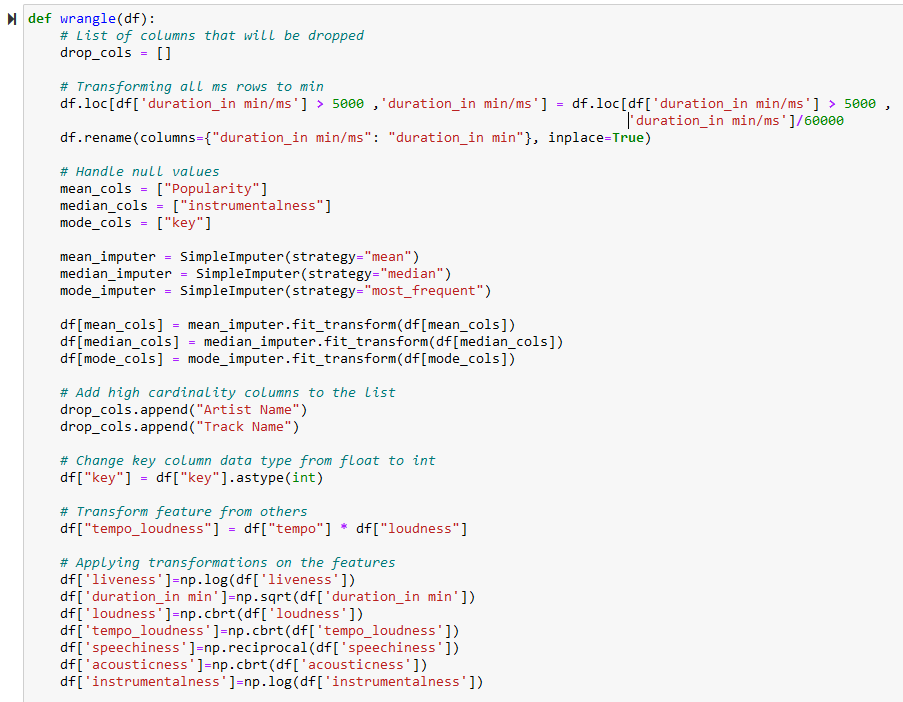 def wrangle(df):
    # List of columns that will be dropped
    drop_cols = []

    # Transforming all ms rows to min
    df.loc[df['duration_in min/ms'] > 5000 ,'duration_in min/ms'] = df.loc[df['duration_in min/ms'] > 5000 ,
                                                                           'duration_in min/ms']/60000
    df.rename(columns={"duration_in min/ms": "duration_in min"}, inplace=True)

    # Handle null values
    mean_cols = ["Popularity"]
    median_cols = ["instrumentalness"]
    mode_cols = ["key"]

    mean_imputer = SimpleImputer(strategy="mean")
    median_imputer = SimpleImputer(strategy="median")
    mode_imputer = SimpleImputer(strategy="most_frequent")

    df[mean_cols] = mean_imputer.fit_transform(df[mean_cols])
    df[median_cols] = median_imputer.fit_transform(df[median_cols])
    df[mode_cols] = mode_imputer.fit_transform(df[mode_cols])

    # Add high cardinality columns to the list
    drop_cols.append("Artist Name")
    drop_cols.append("Track Name")

    # Change key column data type from float to int
    df["key"] = df["key"].astype(int)

    # Transform feature from others
    df["tempo_loudness"] = df["tempo"] * df["loudness"]

    # Applying transformations on the features
    df['liveness']=np.log(df['liveness'])
    df['duration_in min']=np.sqrt(df['duration_in min'])
    df['loudness']=np.cbrt(df['loudness'])
    df['tempo_loudness']=np.cbrt(df['tempo_loudness'])
    df['speechiness']=np.reciprocal(df['speechiness'])
    df['acousticness']=np.cbrt(df['acousticness'])
    df['instrumentalness']=np.log(df['instrumentalness'])